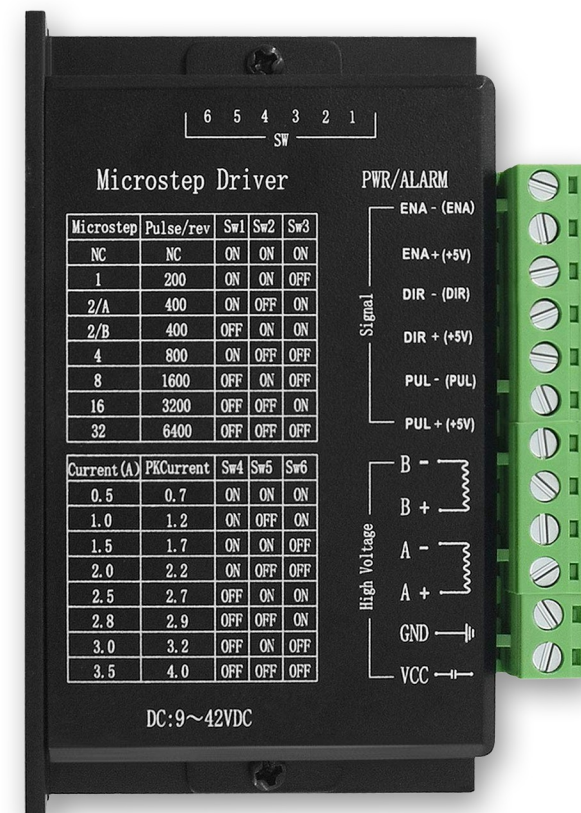 6 5 4 3 2 1
SW
Microstep Driver
Microstep Pulse/rev Sw1 Sw2 Sw3
NC NC ON ON ON
1 200 ON ON OFF
2/A 400 ON OFF ON
2/B 400 OFF ON ON
4 800 ON OFF OFF
8 1600 OFF ON OFF
16 3200 OFF OFF ON
32 6400 OFF OFF OFF
Current(A) PKCurrent Sw4 Sw5 Sw6
0.5 0.7 ON ON ON
1.0 1.2 ON OFF ON
1.5 1.7 ON ON OFF
2.0 2.2 ON OFF OFF
2.5 2.7 OFF ON ON
2.8 2.9 OFF OFF ON
3.0 3.2 OFF ON OFF
3.5 4.0 OFF OFF OFF
DC:9～42VDC
PWR/ALARM
Signal
ENA - (ENA)
ENA+ (+5V)
DIR - (DIR)
DIR + (+5V)
PUL - (PUL)
PUL + (+5V)
High Voltage
B -
B +
A -
A +
GND
VCC